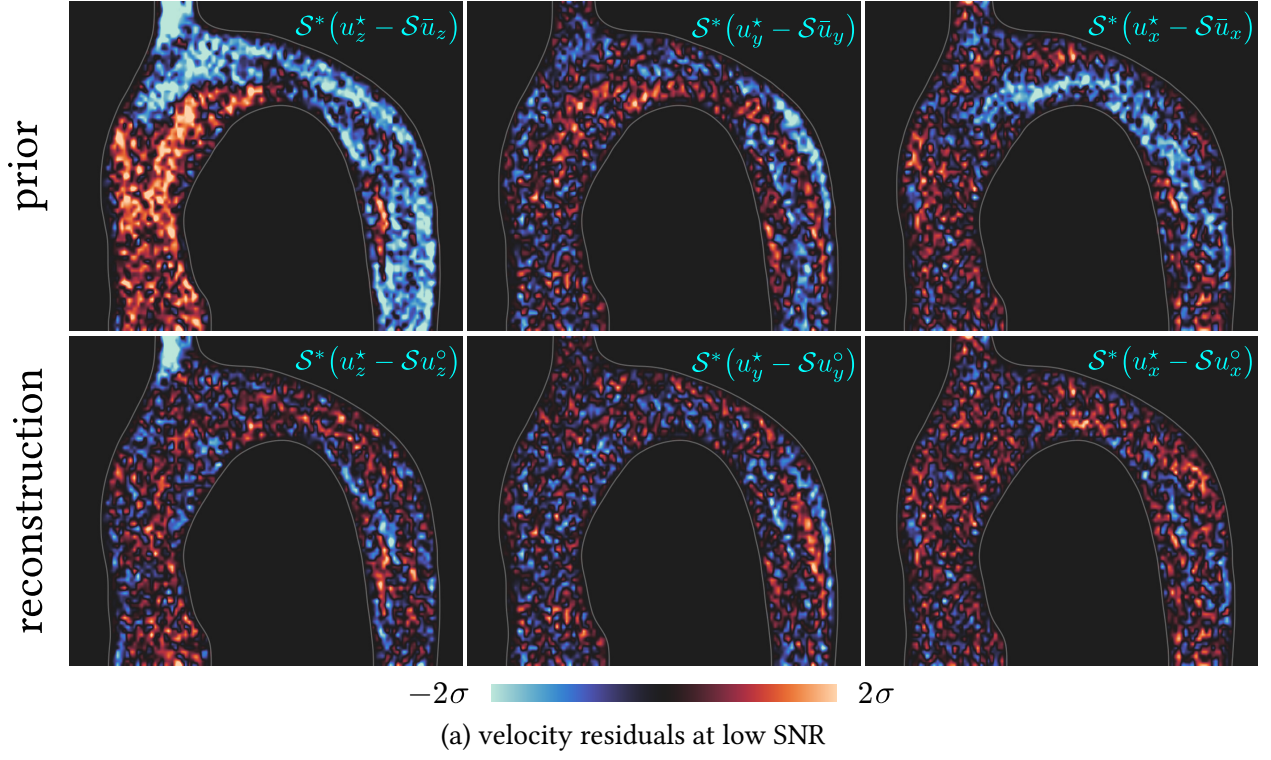 prior
𝒮*(u_z^⋆ − 𝒮ū_z)
𝒮*(u_y^⋆ − 𝒮ū_y)
𝒮*(u_x^⋆ − 𝒮ū_x)
reconstruction
𝒮*(u_z^⋆ − 𝒮u_z^∘)
𝒮*(u_y^⋆ − 𝒮u_y^∘)
𝒮*(u_x^⋆ − 𝒮u_x^∘)
−2σ 2σ
(a) velocity residuals at low SNR